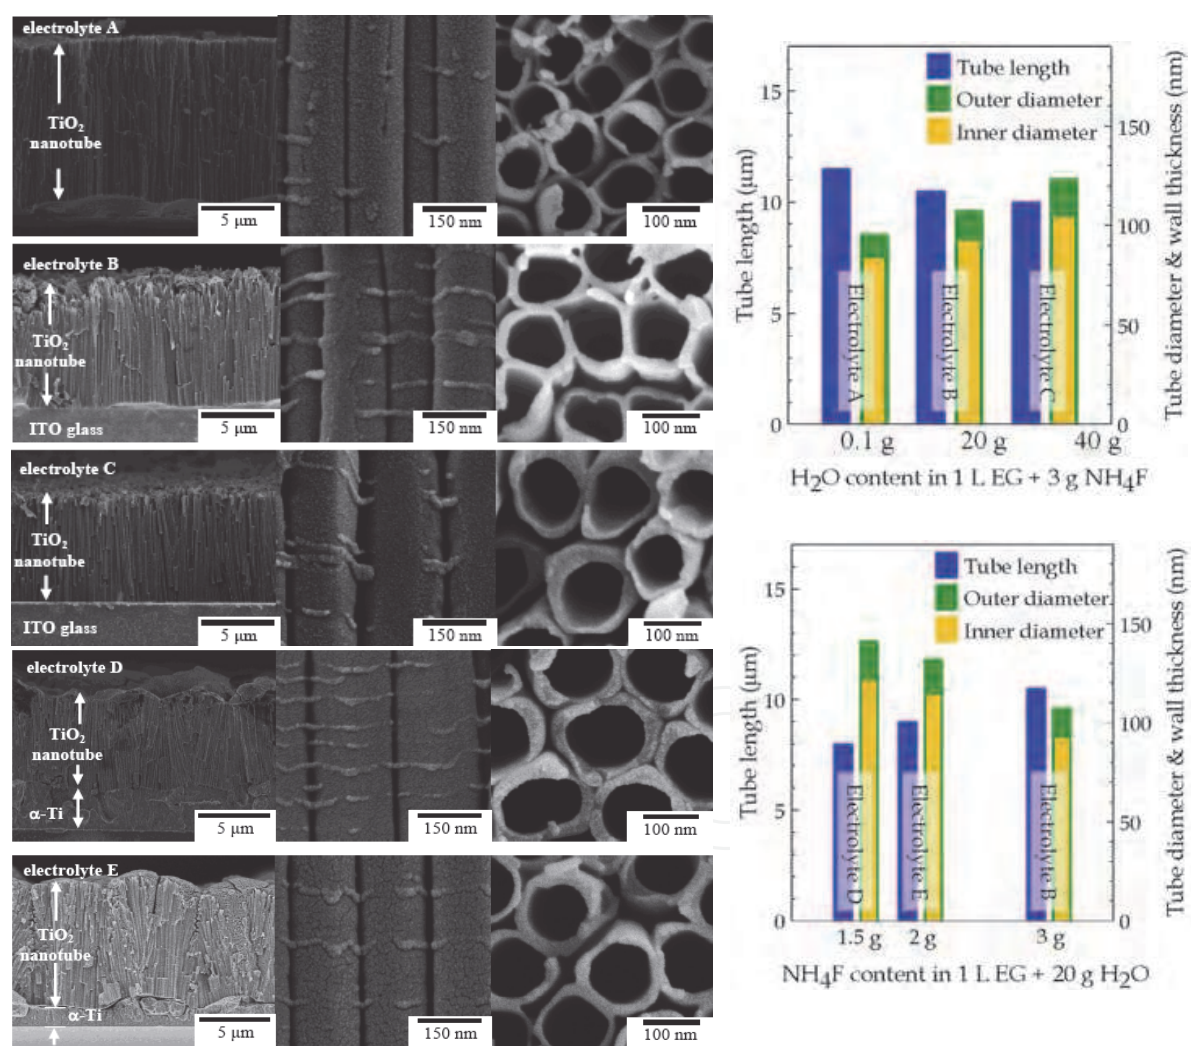 electrolyte A
TiO2
nanotube
5 μm
150 nm
100 nm
electrolyte B
TiO2
nanotube
ITO glass
5 μm
150 nm
100 nm
electrolyte C
TiO2
nanotube
ITO glass
5 μm
150 nm
100 nm
electrolyte D
TiO2
nanotube
α-Ti
5 μm
150 nm
100 nm
electrolyte E
TiO2
nanotube
α-Ti
5 μm
150 nm
100 nm
Tube length
Outer diameter
Inner diameter
15
10
5
0
Tube length (μm)
150
100
50
0
Tube diameter & wall thickness (nm)
Electrolyte A
Electrolyte B
Electrolyte C
0.1 g 20 g 40 g
H2O content in 1 L EG + 3 g NH4F
Tube length
Outer diameter
Inner diameter
15
10
5
0
Tube length (μm)
150
100
50
0
Tube diameter & wall thickness (nm)
Electrolyte D
Electrolyte E
Electrolyte B
1.5 g 2 g 3 g
NH4F content in 1 L EG + 20 g H2O